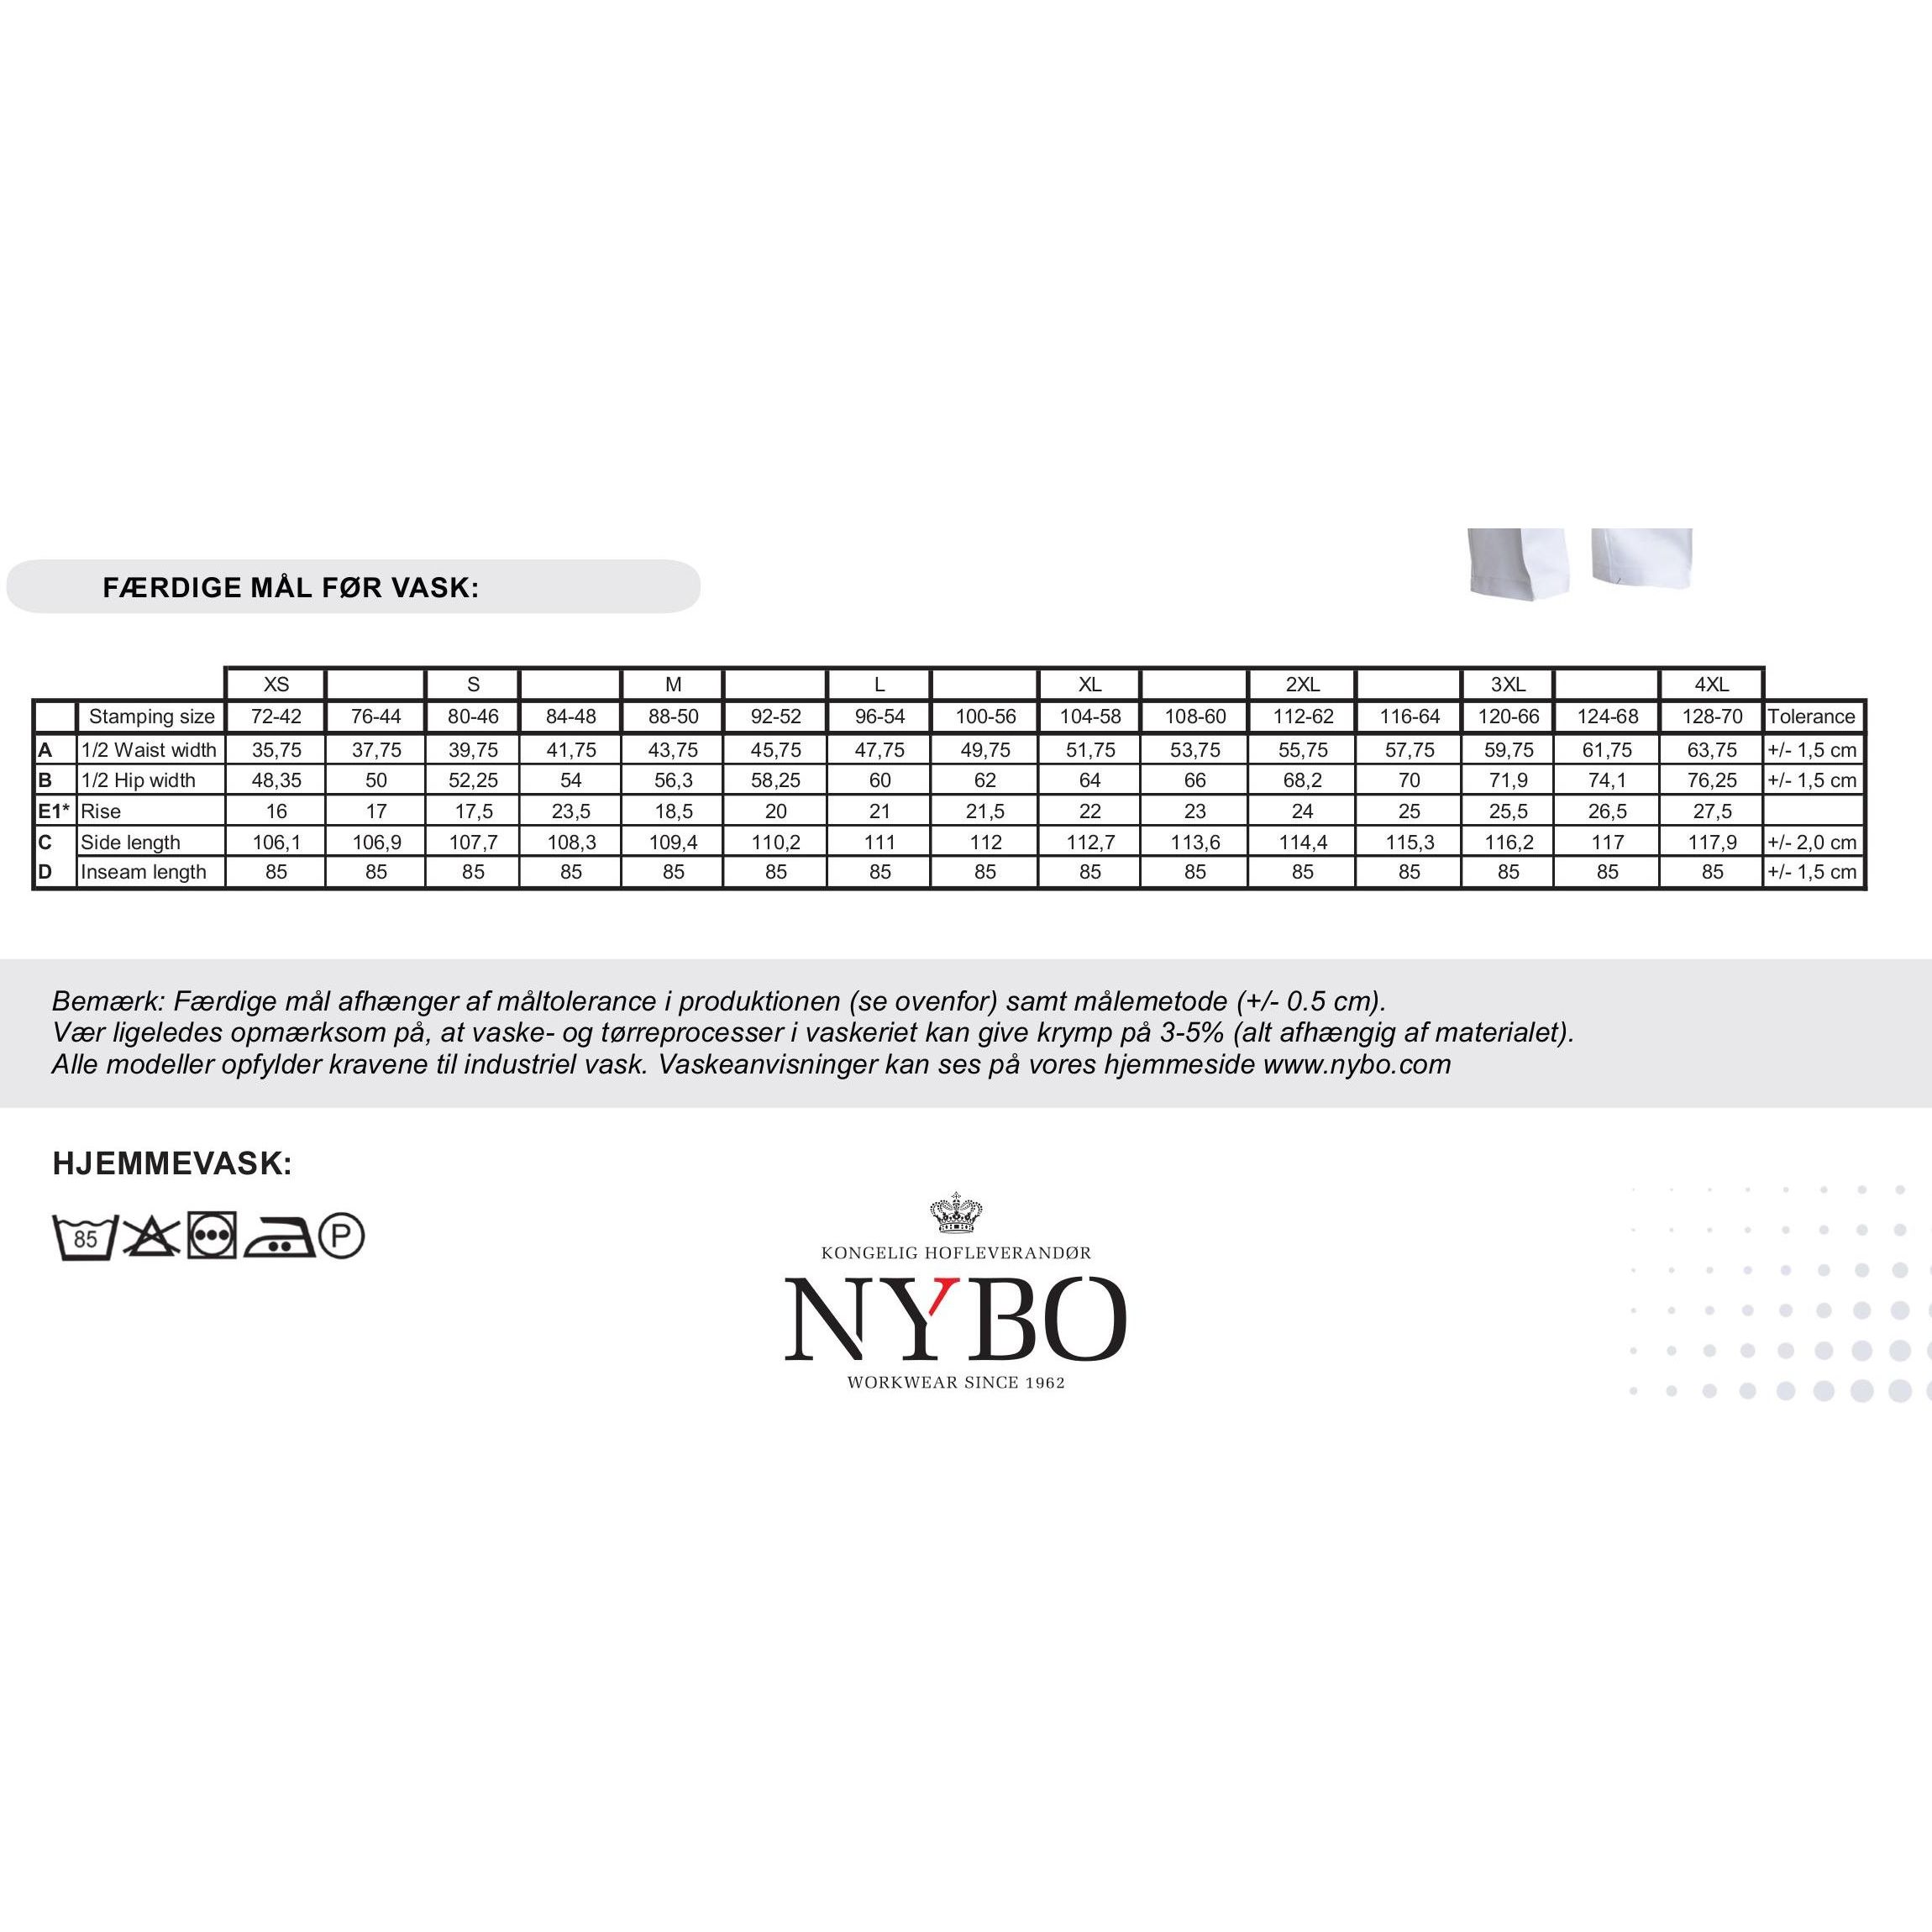 FÆRDIGE MÅL FØR VASK:
XS S M L XL 2XL 3XL 4XL
Stamping size 72-42 76-44 80-46 84-48 88-50 92-52 96-54 100-56 104-58 108-60 112-62 116-64 120-66 124-68 128-70 Tolerance
A 1/2 Waist width 35,75 37,75 39,75 41,75 43,75 45,75 47,75 49,75 51,75 53,75 55,75 57,75 59,75 61,75 63,75 +/- 1,5 cm
B 1/2 Hip width 48,35 50 52,25 54 56,3 58,25 60 62 64 66 68,2 70 71,9 74,1 76,25 +/- 1,5 cm
E1* Rise 16 17 17,5 23,5 18,5 20 21 21,5 22 23 24 25 25,5 26,5 27,5
C Side length 106,1 106,9 107,7 108,3 109,4 110,2 111 112 112,7 113,6 114,4 115,3 116,2 117 117,9 +/- 2,0 cm
D Inseam length 85 85 85 85 85 85 85 85 85 85 85 85 85 85 85 +/- 1,5 cm
Bemærk: Færdige mål afhænger af måltolerance i produktionen (se ovenfor) samt målemetode (+/- 0.5 cm).
Vær ligeledes opmærksom på, at vaske- og tørreprocesser i vaskeriet kan give krymp på 3-5% (alt afhængig af materialet).
Alle modeller opfylder kravene til industriel vask. Vaskeanvisninger kan ses på vores hjemmeside www.nybo.com
HJEMMEVASK:
85 P
KONGELIG HOFLEVERANDØR
NYBO
WORKWEAR SINCE 1962